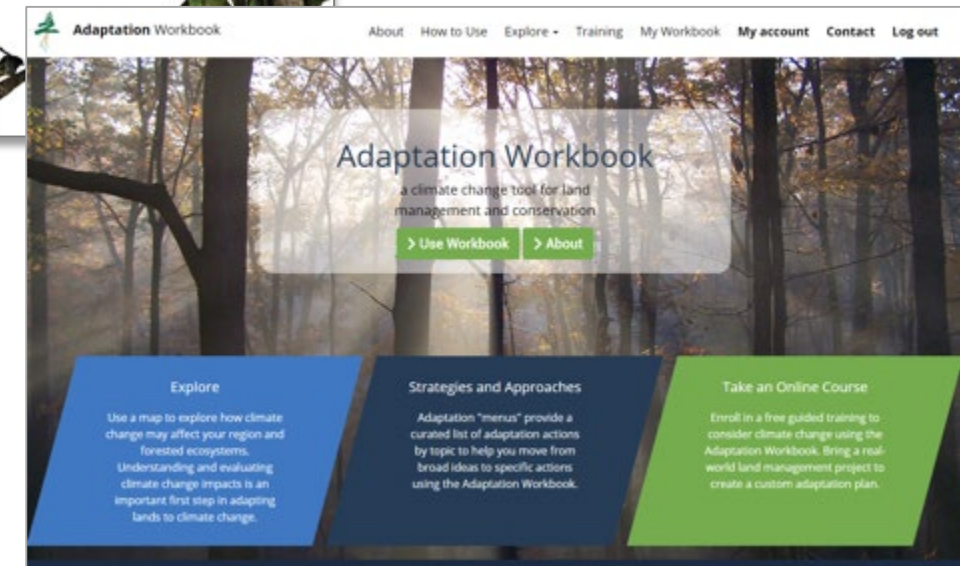 Adaptation Workbook
About How to Use Explore Training My Workbook My account Contact Log out
Adaptation Workbook
a climate change tool for land
management and conservation
> Use Workbook > About
Explore
Use a map to explore how climate
change may affect your region and
forested ecosystems.
Understanding and evaluating
climate change impacts is an
important first step in adapting
lands to climate change.
Strategies and Approaches
Adaptation "menus" provide a
curated list of adaptation actions
by topic to help you move from
broad ideas to specific actions
using the Adaptation Workbook.
Take an Online Course
Enroll in a free guided training to
consider climate change using the
Adaptation Workbook. Bring a real-
world land management project to
create a custom adaptation plan.